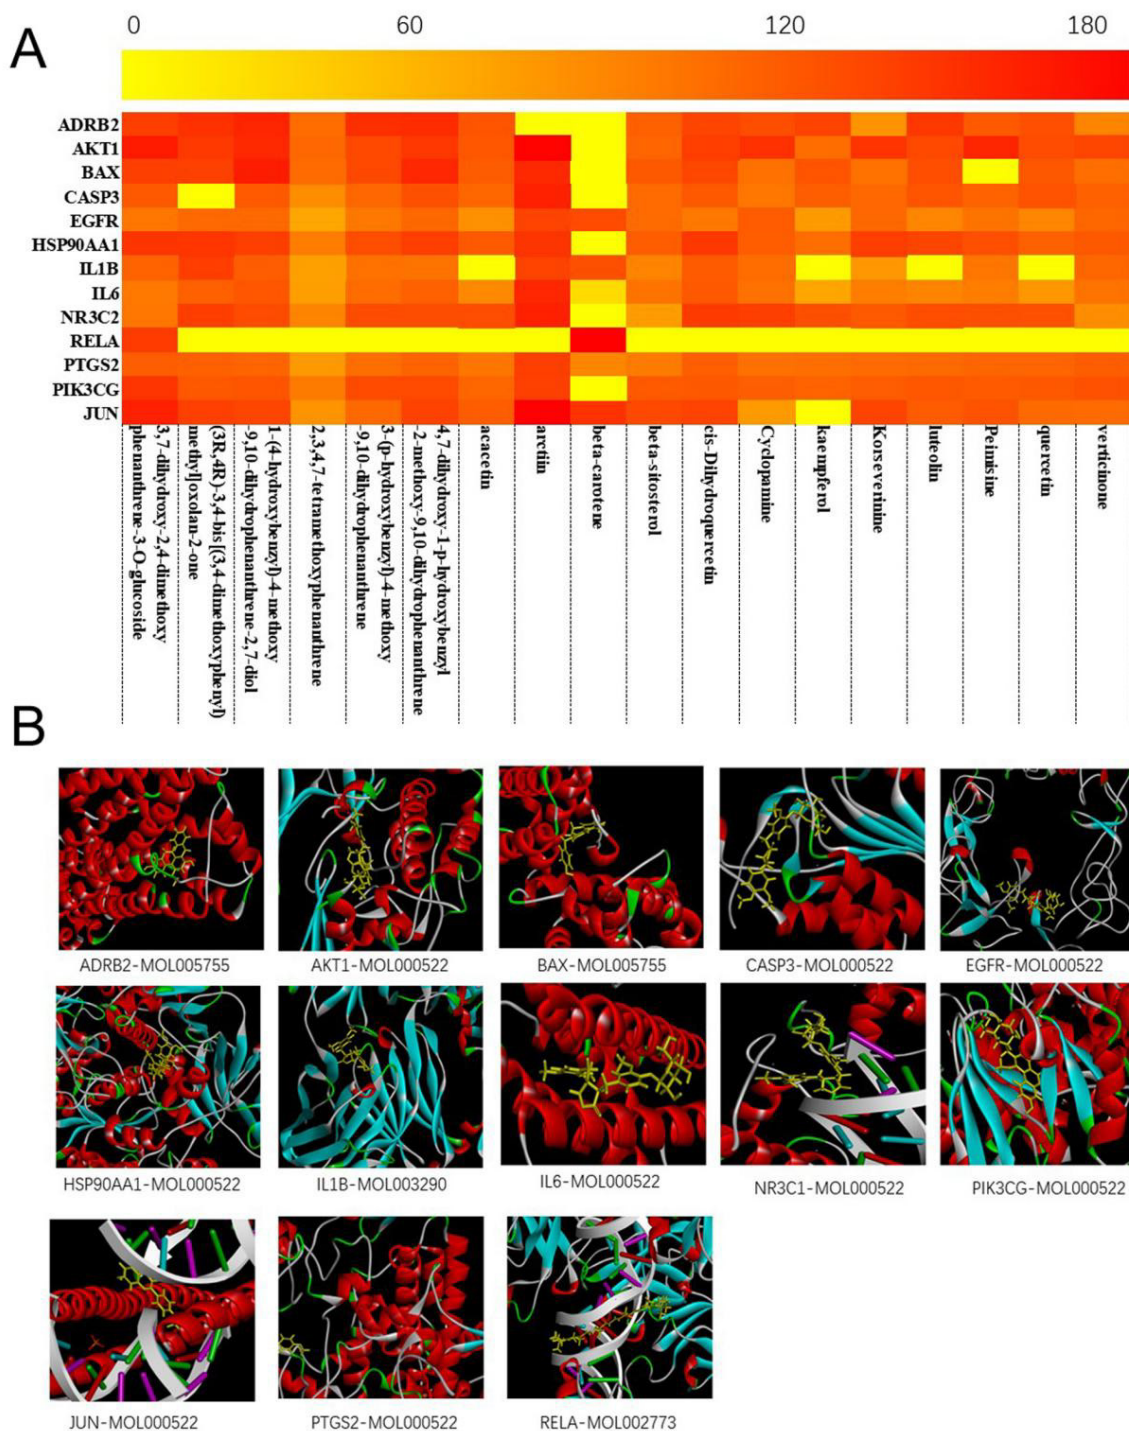 A
0 60 120 180
ADRB2
AKT1
BAX
CASP3
EGFR
HSP90AA1
IL1B
IL6
NR3C2
RELA
PTGS2
PIK3CG
JUN
3,7-dihydroxy-2,4-dimethoxy
phenanthrene-3-O-glucoside
(3R,4R)-3,4-bis[(3,4-dimethoxyphenyl)
methyl]oxolan-2-one
1-(4-hydroxybenzyl)-4-methoxy
-9,10-dihydrophenanthrene-2,7-diol
2,3,4,7-tetramethoxyphenanthrene
3-(p-hydroxybenzyl)-4-methoxy
-9,10-dihydrophenanthrene
4,7-dihydroxy-1-p-hydroxybenzyl
-2-methoxy-9,10-dihydrophenanthrene
acacetin
arctiin
beta-carotene
beta-sitosterol
cis-Dihydroquercetin
Cyclopamine
kaempferol
Korseverinine
luteolin
Peimisine
quercetin
verticinone
B
ADRB2-MOL005755
AKT1-MOL000522
BAX-MOL005755
CASP3-MOL000522
EGFR-MOL000522
HSP90AA1-MOL000522
IL1B-MOL003290
IL6-MOL000522
NR3C1-MOL000522
PIK3CG-MOL000522
JUN-MOL000522
PTGS2-MOL000522
RELA-MOL002773